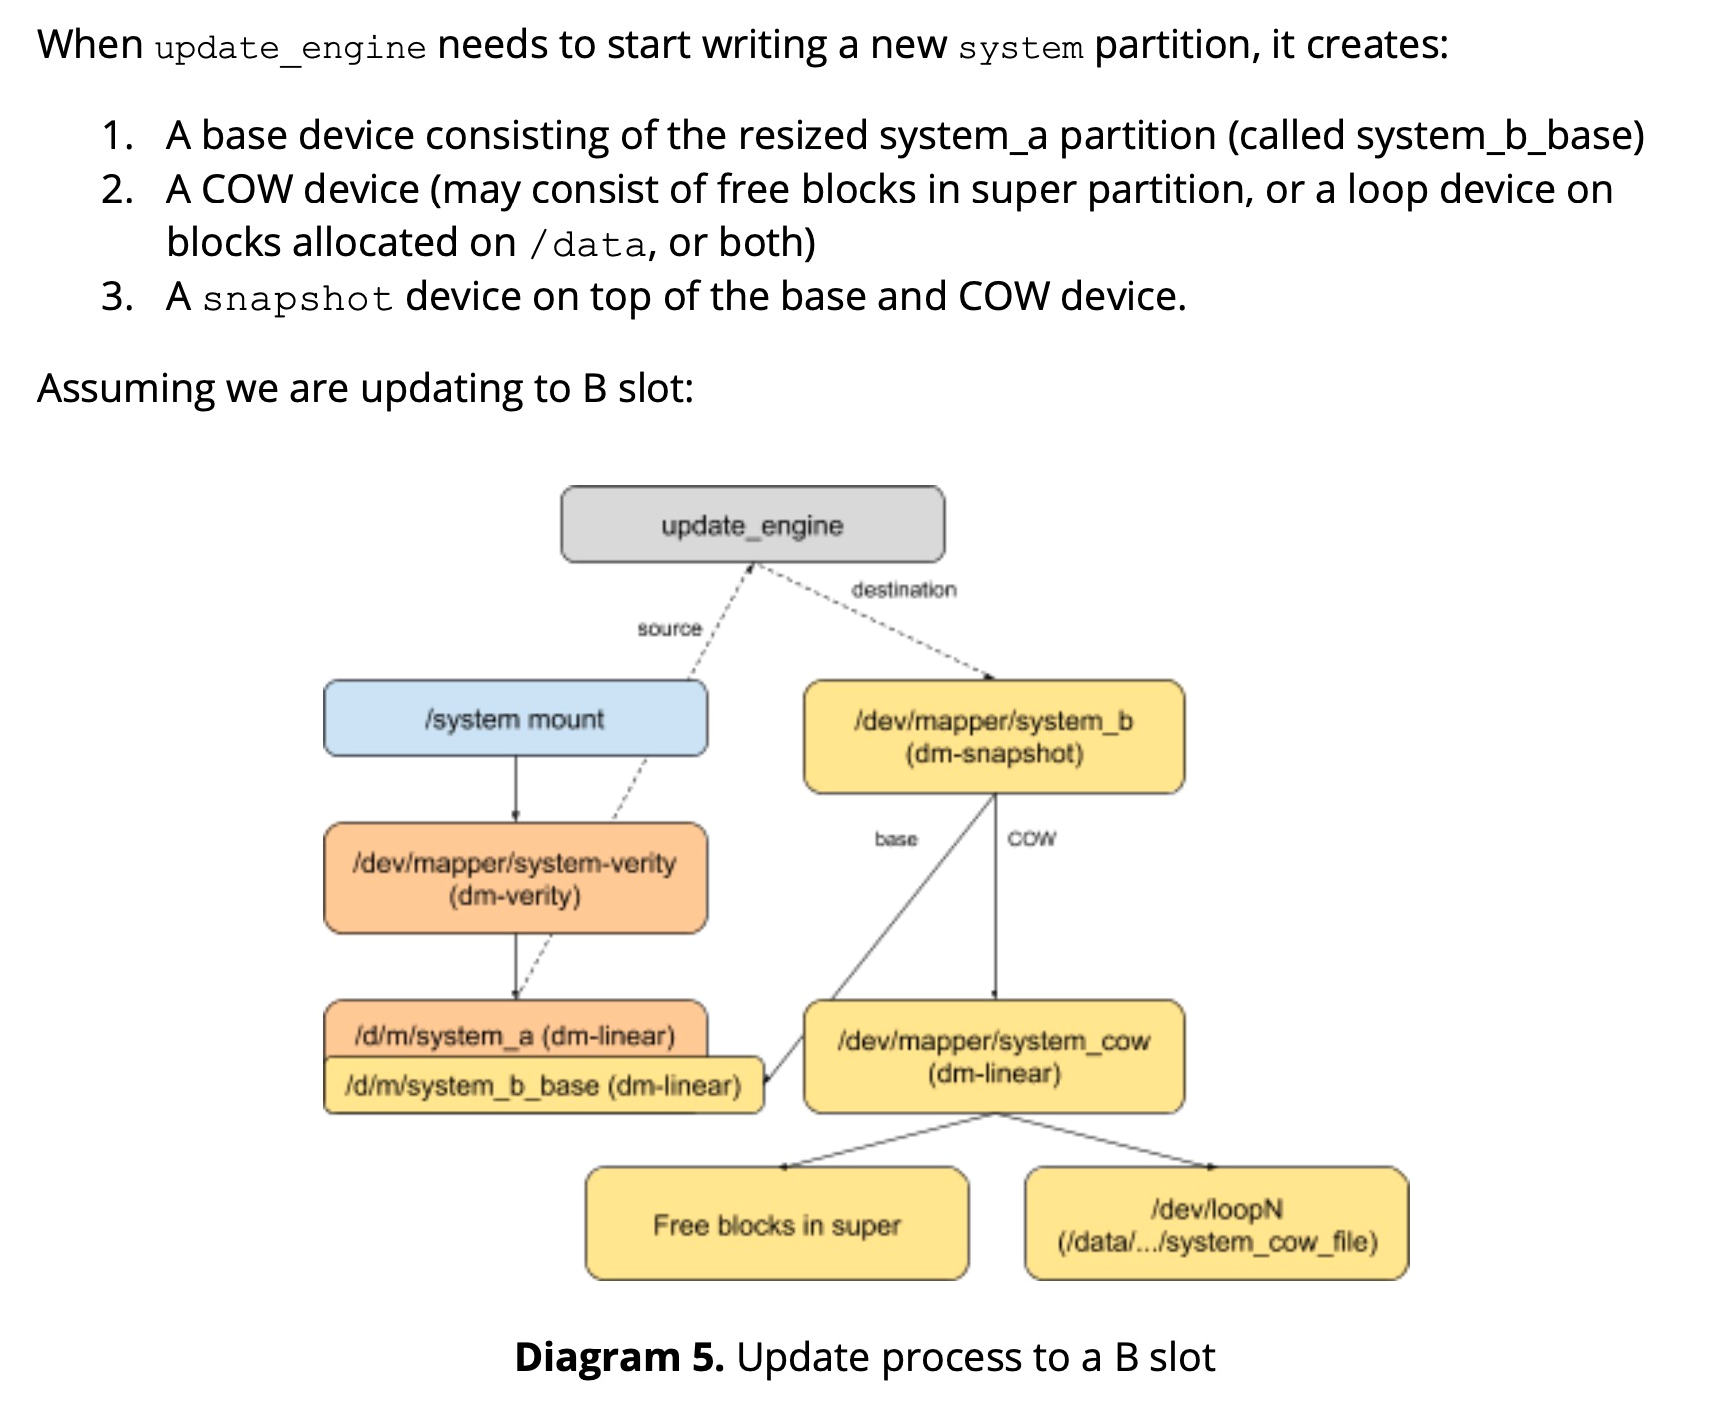 When update_engine needs to start writing a new system partition, it creates:
1. A base device consisting of the resized system_a partition (called system_b_base)
2. A COW device (may consist of free blocks in super partition, or a loop device on
blocks allocated on /data, or both)
3. A snapshot device on top of the base and COW device.
Assuming we are updating to B slot:
update_engine
destination
source
/system mount
/dev/mapper/system_b
(dm-snapshot)
base
COW
/dev/mapper/system-verity
(dm-verity)
/d/m/system_a (dm-linear)
/d/m/system_b_base (dm-linear)
/dev/mapper/system_cow
(dm-linear)
Free blocks in super
/dev/loopN
(/data/.../system_cow_file)
Diagram 5. Update process to a B slot